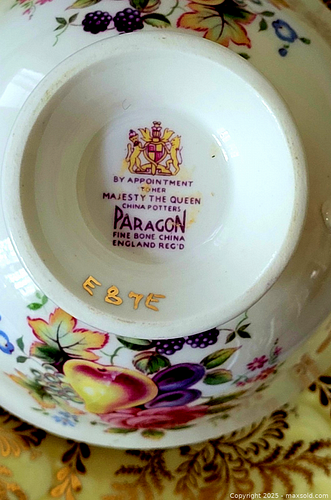 BY APPOINTMENT
TO HER
MAJESTY THE QUEEN
CHINA POTTERS
PARAGON
FINE BONE CHINA
ENGLAND REG'D
E87E
Copyright © 2025 - maxsold.com